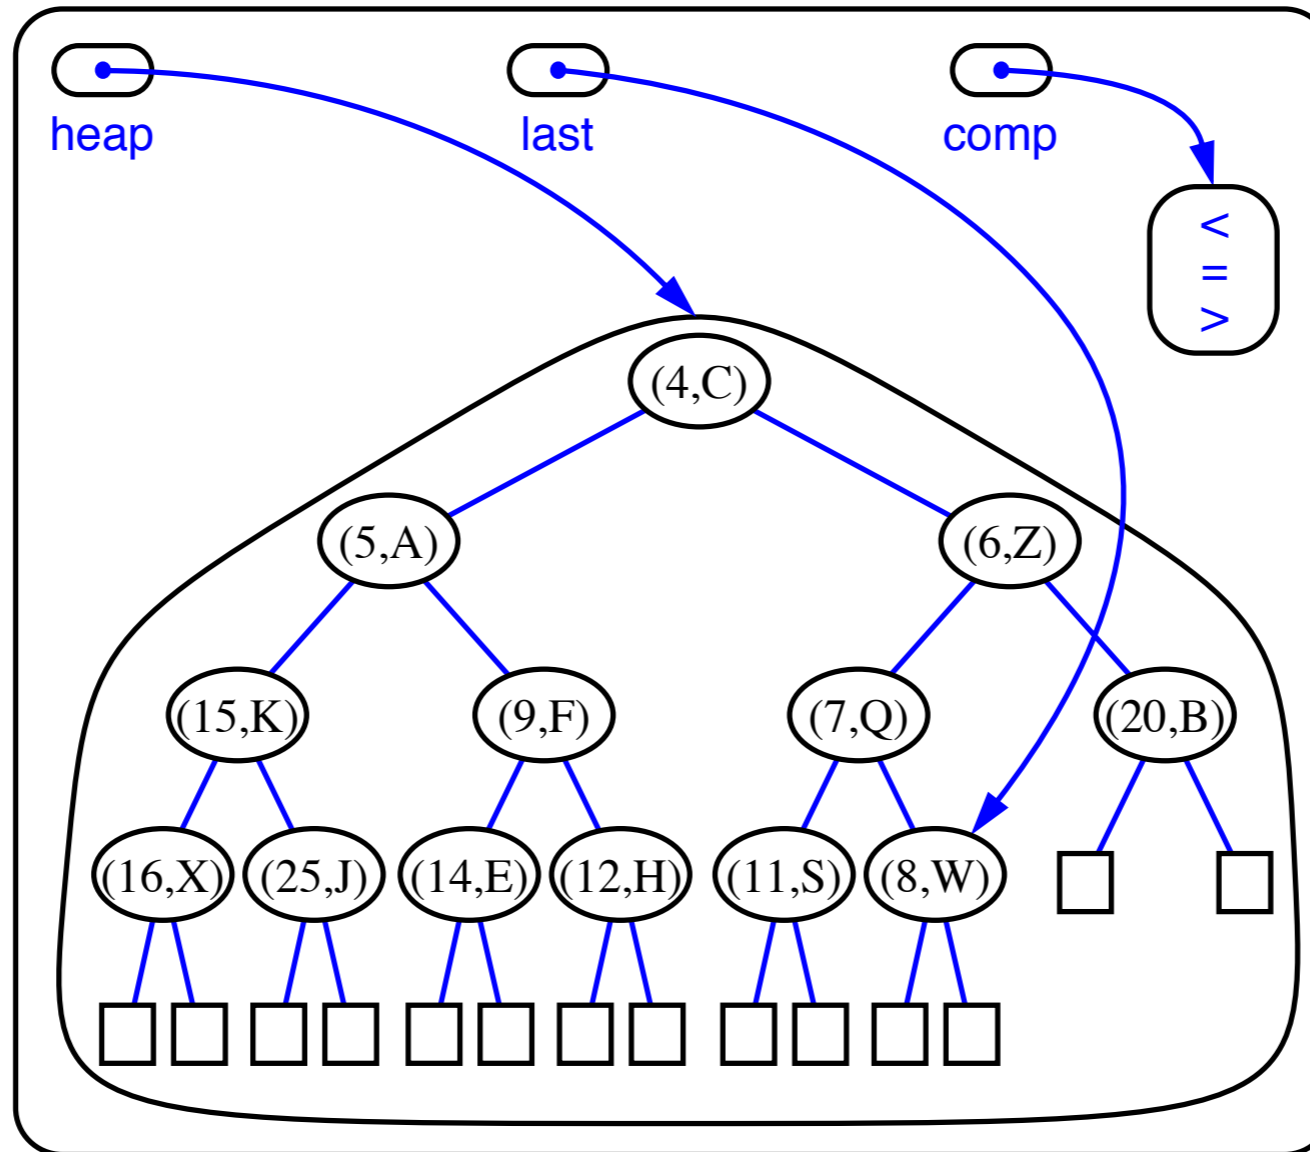 heap last comp
<
=
>
(4,C)
(5,A) (6,Z)
(15,K) (9,F) (7,Q) (20,B)
(16,X) (25,J) (14,E) (12,H) (11,S) (8,W)